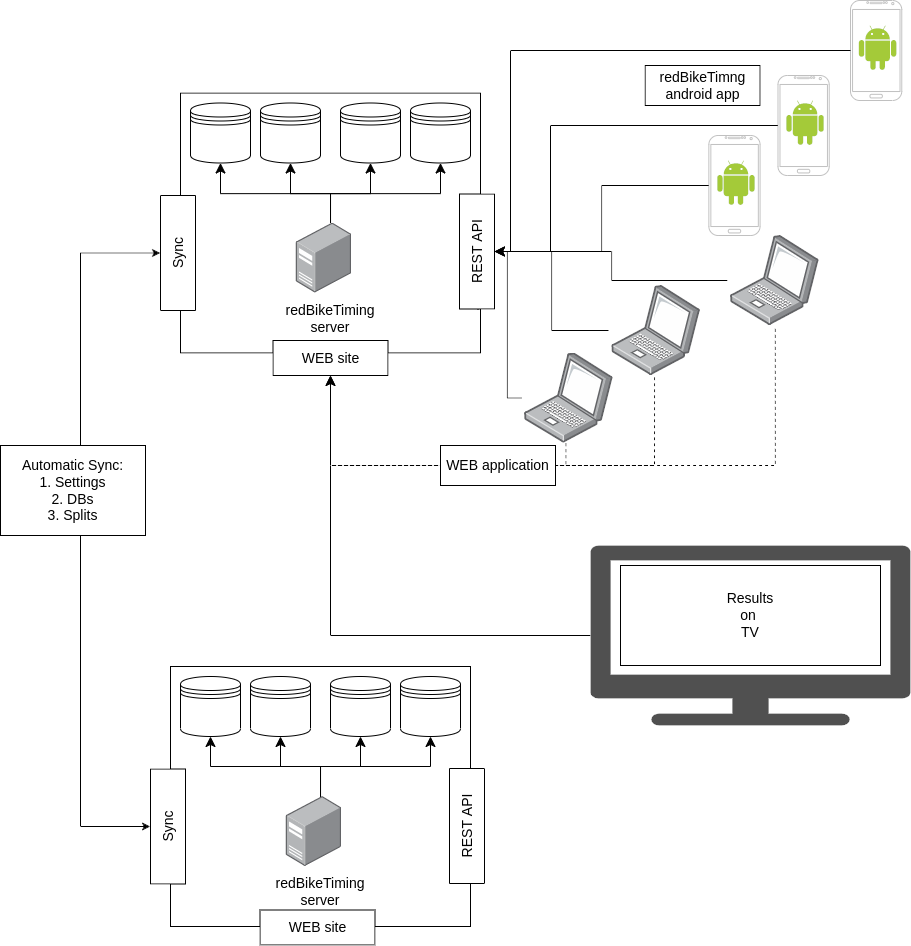 redBikeTimng
android app
Sync
REST API
redBikeTiming
server
WEB site
Automatic Sync:
1. Settings
2. DBs
3. Splits
WEB application
Results
on
TV
Sync
REST API
redBikeTiming
server
WEB site